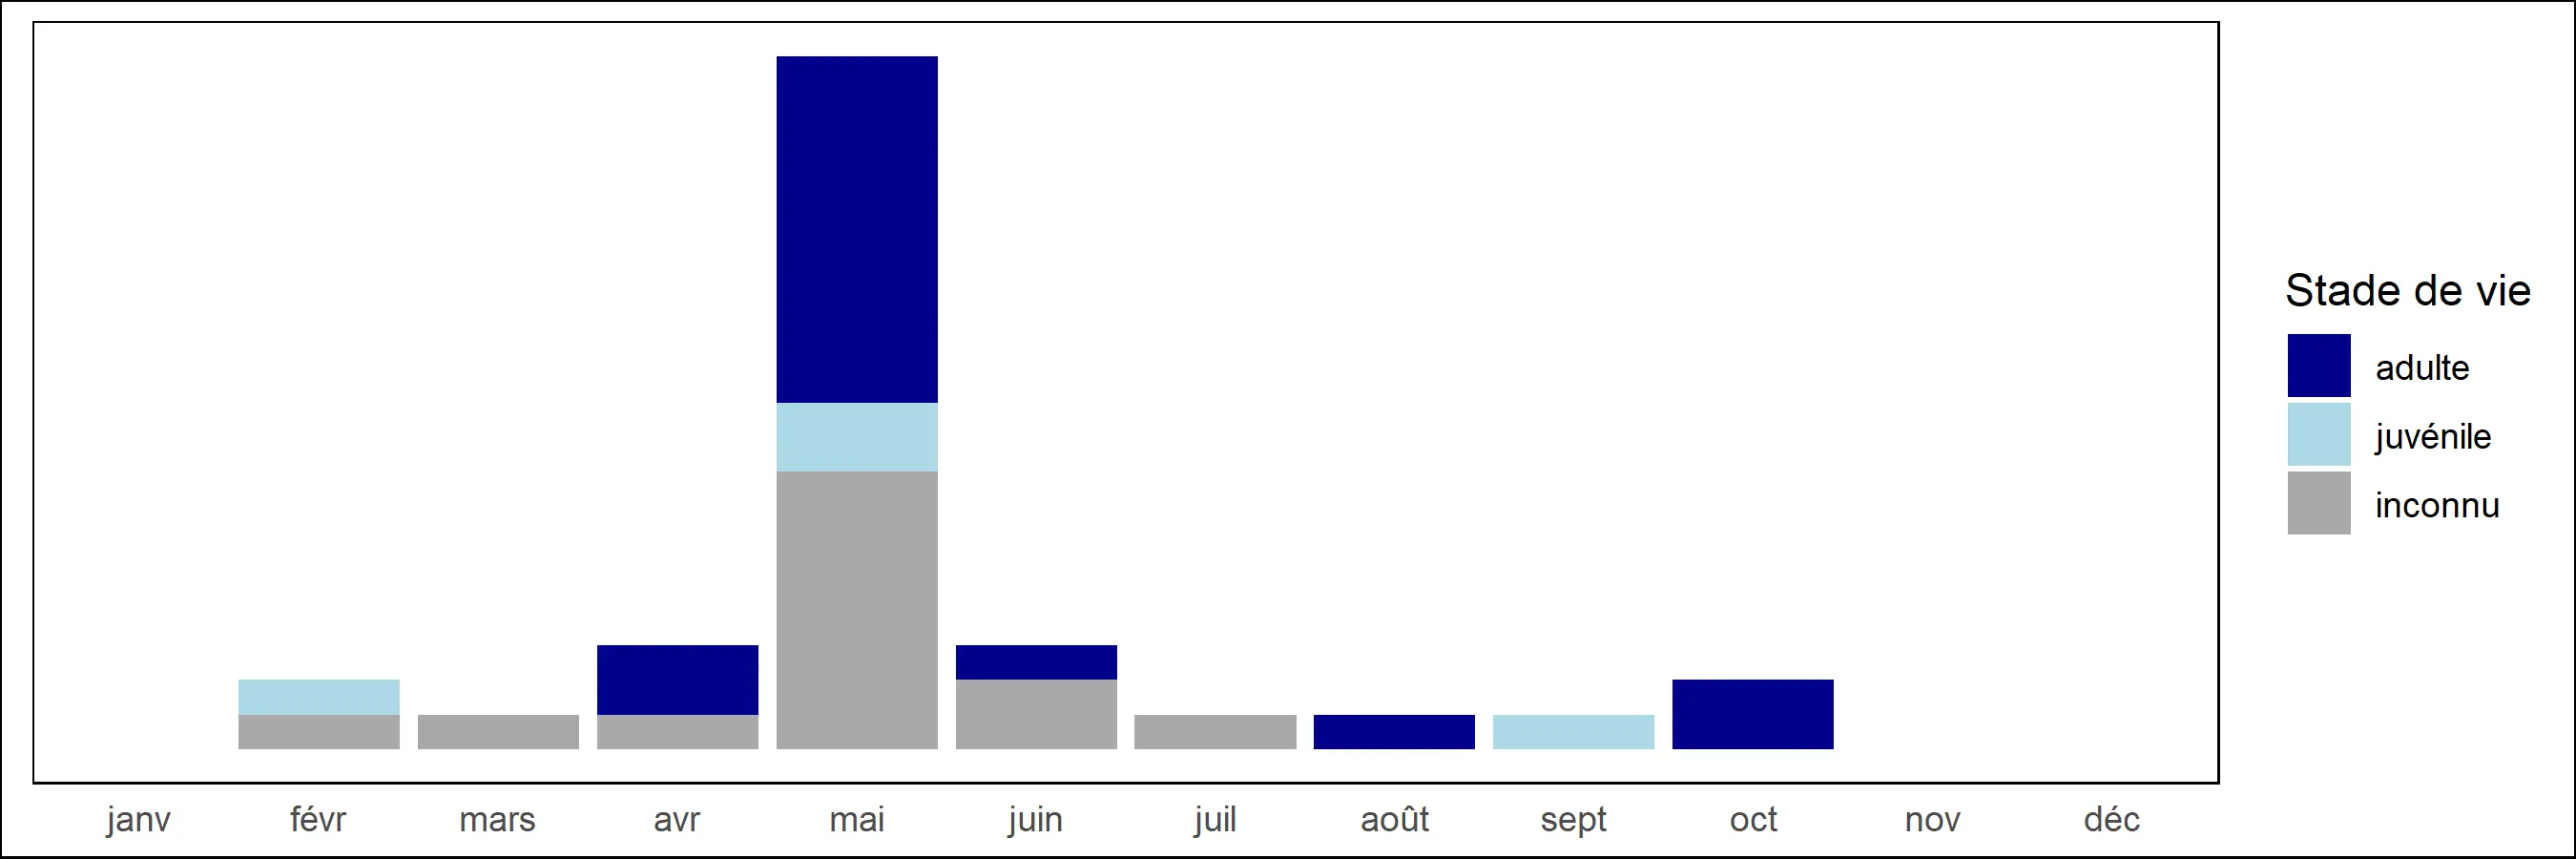 Stade de vie
adulte
juvénile
inconnu
janv févr mars avr mai juin juil août sept oct nov déc